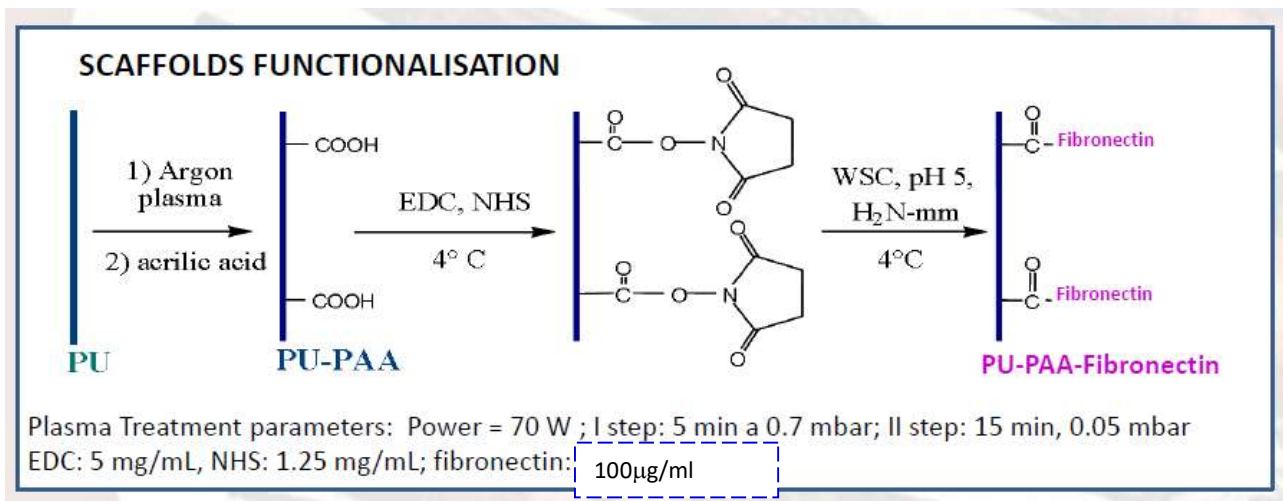 SCAFFOLDS FUNCTIONALISATION
1) Argon
plasma
2) acrilic acid
PU
COOH
COOH
PU-PAA
EDC, NHS
4° C
O
C
O
N
O
O
O
C
O
N
O
O
WSC, pH 5,
H₂N-mm
4°C
O
C - Fibronectin
O
C - Fibronectin
PU-PAA-Fibronectin
Plasma Treatment parameters: Power = 70 W ; I step: 5 min a 0.7 mbar; II step: 15 min, 0.05 mbar
EDC: 5 mg/mL, NHS: 1.25 mg/mL; fibronectin: 100μg/ml